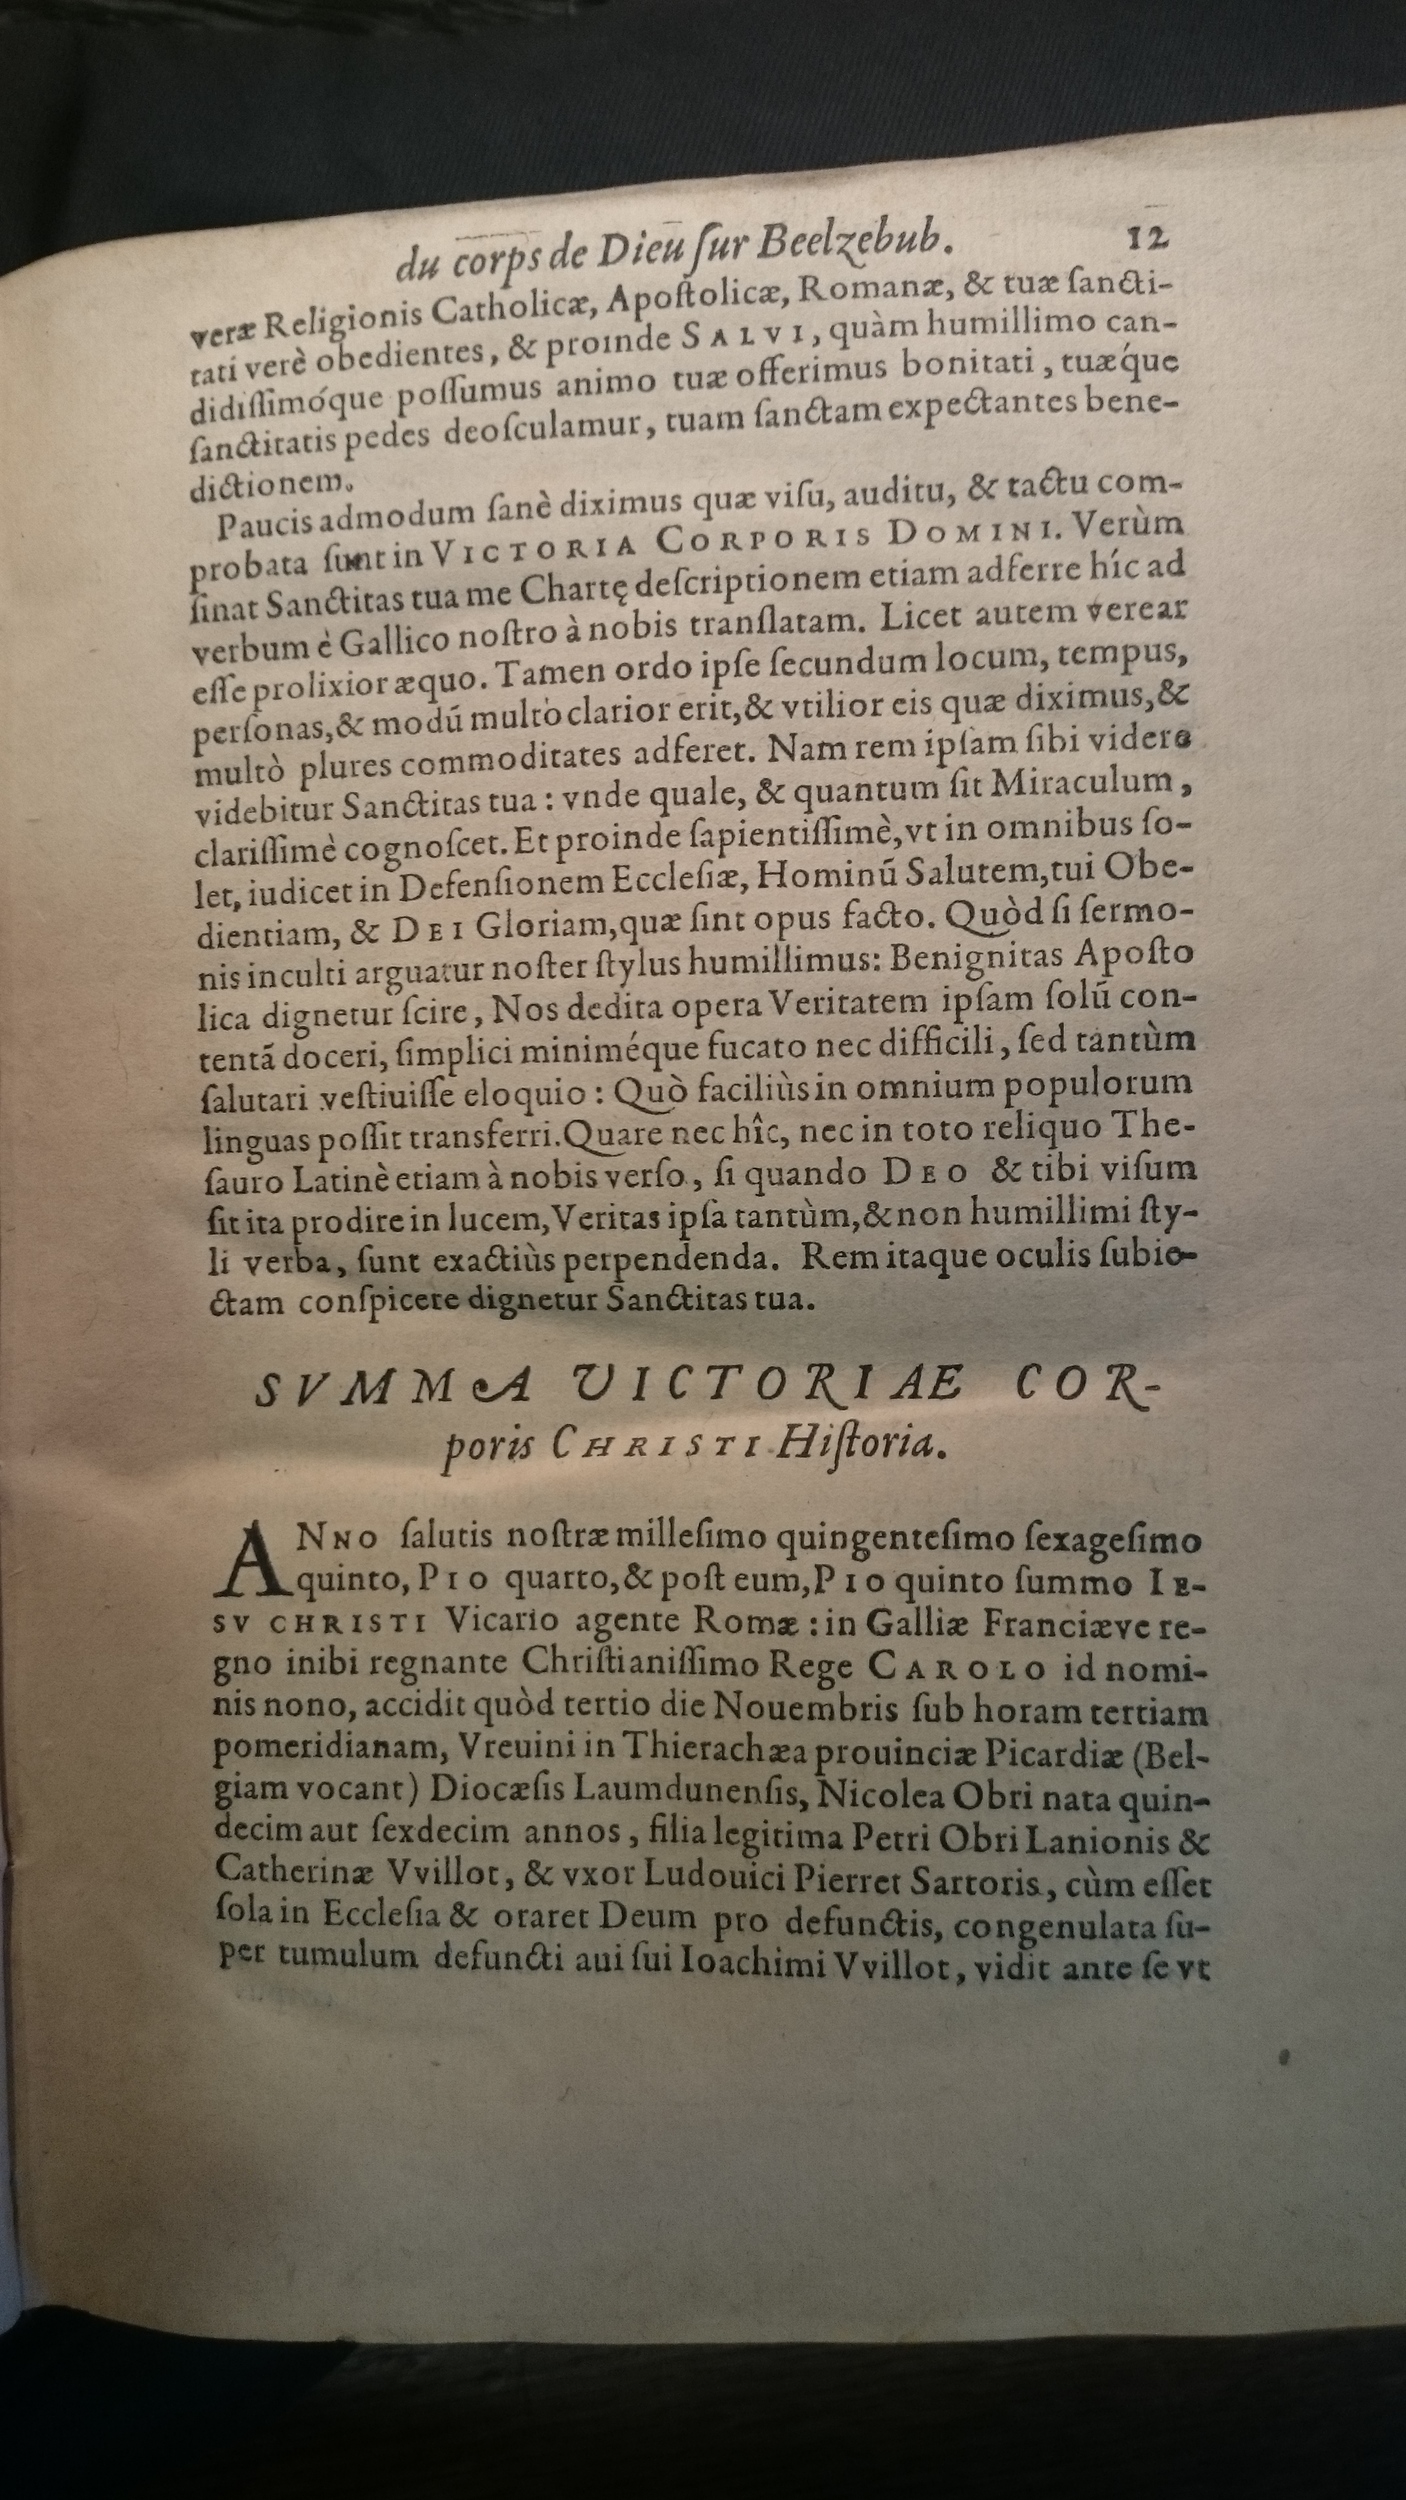 du corps de Dieu ſur Beelzebub. 12
veræ Religionis Catholicæ, Apoſtolicæ, Romanæ, & tuæ ſancti-
tati verè obedientes, & proinde SALVI, quàm humillimo can-
didiſſimóque poſſumus animo tuæ offerimus bonitati, tuæq́ue
ſanctitatis pedes deoſculamur, tuam ſanctam expectantes bene-
dictionem.
Paucis admodum ſanè diximus quæ viſu, auditu, & tactu com-
probata ſunt in VICTORIA CORPORIS DOMINI. Verùm
ſinat Sanctitas tua me Chartę deſcriptionem etiam adferre híc ad
verbum è Gallico noſtro à nobis tranſlatam. Licet autem verear
eſſe prolixior æquo. Tamen ordo ipſe ſecundum locum, tempus,
perſonas, & modũ multò clarior erit, & vtilior eis quæ diximus, &
multò plures commoditates adferet. Nam rem ipſam ſibi videre
videbitur Sanctitas tua : vnde quale, & quantum ſit Miraculum,
clariſſimè cognoſcet. Et proinde ſapientiſſimè, vt in omnibus ſo-
let, iudicet in Defenſionem Eccleſiæ, Hominũ Salutem, tui Obe-
dientiam, & DEI Gloriam, quæ ſint opus facto. Quòd ſi ſermo-
nis inculti arguatur noſter ſtylus humillimus: Benignitas Apoſto
lica dignetur ſcire, Nos dedita opera Veritatem ipſam ſolũ con-
tentã doceri, ſimplici miniméque fucato nec difficili, ſed tantùm
ſalutari veſtiuiſſe eloquio : Quò faciliùs in omnium populorum
linguas poſſit transferri. Quare nec hîc, nec in toto reliquo The-
ſauro Latinè etiam à nobis verſo, ſi quando DEO & tibi viſum
ſit ita prodire in lucem, Veritas ipſa tantùm, & non humillimi ſty-
li verba, ſunt exactiùs perpendenda. Rem itaque oculis ſubie-
ctam conſpicere dignetur Sanctitas tua.
SVMMA VICTORIAE COR-
poris CHRISTI Hiſtoria.
ANNO ſalutis noſtræ milleſimo quingenteſimo ſexageſimo
quinto, PIO quarto, & poſt eum, PIO quinto ſummo IE-
SV CHRISTI Vicario agente Romæ : in Galliæ Franciæve re-
gno inibi regnante Chriſtianiſſimo Rege CAROLO id nomi-
nis nono, accidit quòd tertio die Nouembris ſub horam tertiam
pomeridianam, Vreuini in Thierachæa prouinciæ Picardiæ (Bel-
giam vocant) Diocæſis Laumdunenſis, Nicolea Obri nata quin-
decim aut ſexdecim annos, filia legitima Petri Obri Lanionis &
Catherinæ Vvillot, & vxor Ludouici Pierret Sartoris, cùm eſſet
ſola in Eccleſia & oraret Deum pro defunctis, congenulata ſu-
per tumulum defuncti aui ſui Ioachimi Vvillot, vidit ante ſe vt